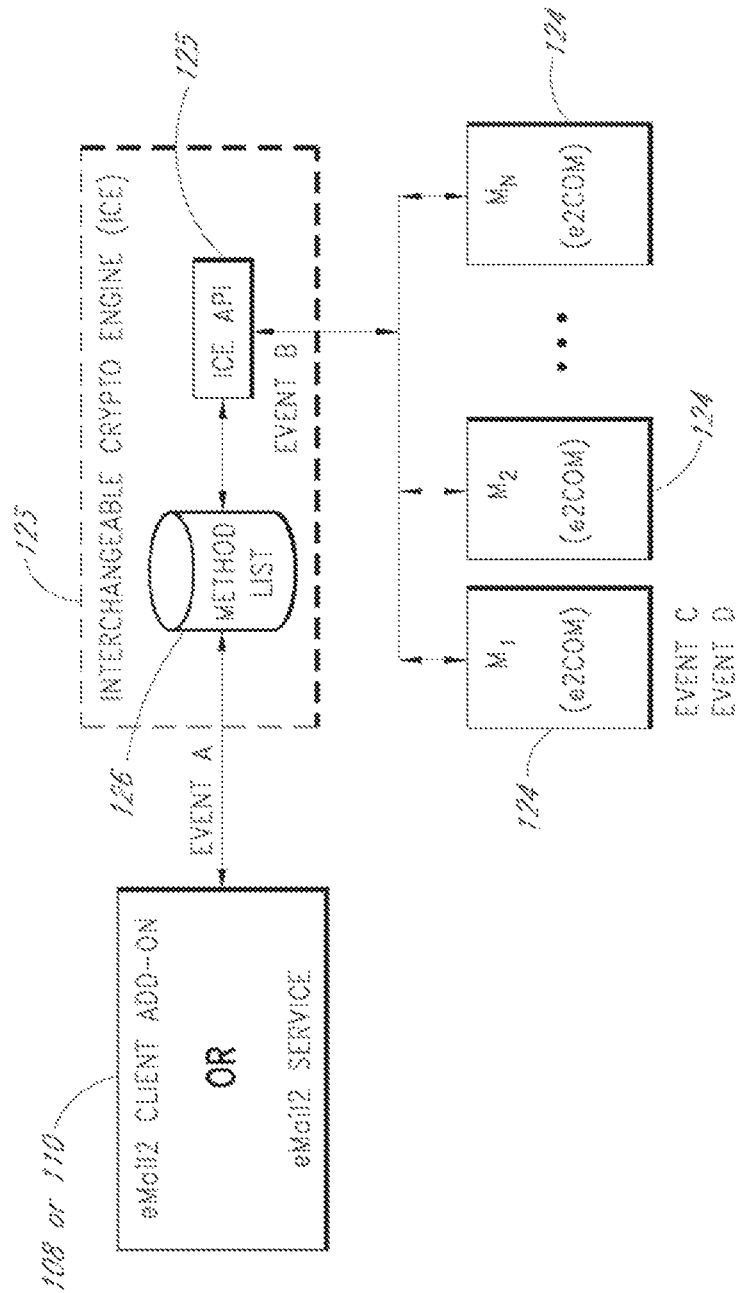 108 or 110
eMail2 CLIENT ADD-ON
OR
eMail2 SERVICE
EVENT A
126
125
INTERCHANGEABLE CRYPTO ENGINE (ICE)
METHOD
LIST
ICE API
125
EVENT B
124
M1
(e2COM)
EVENT C
EVENT D
M2
(e2COM)
124
MN
(e2COM)
124